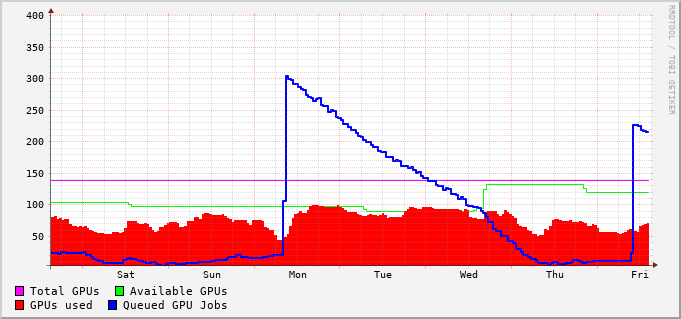 400
350
300
250
200
150
100
50
Sat Sun Mon Tue Wed Thu Fri
Total GPUs Available GPUs
GPUs used Queued GPU Jobs
RRDTOOL / TOBI OETIKER